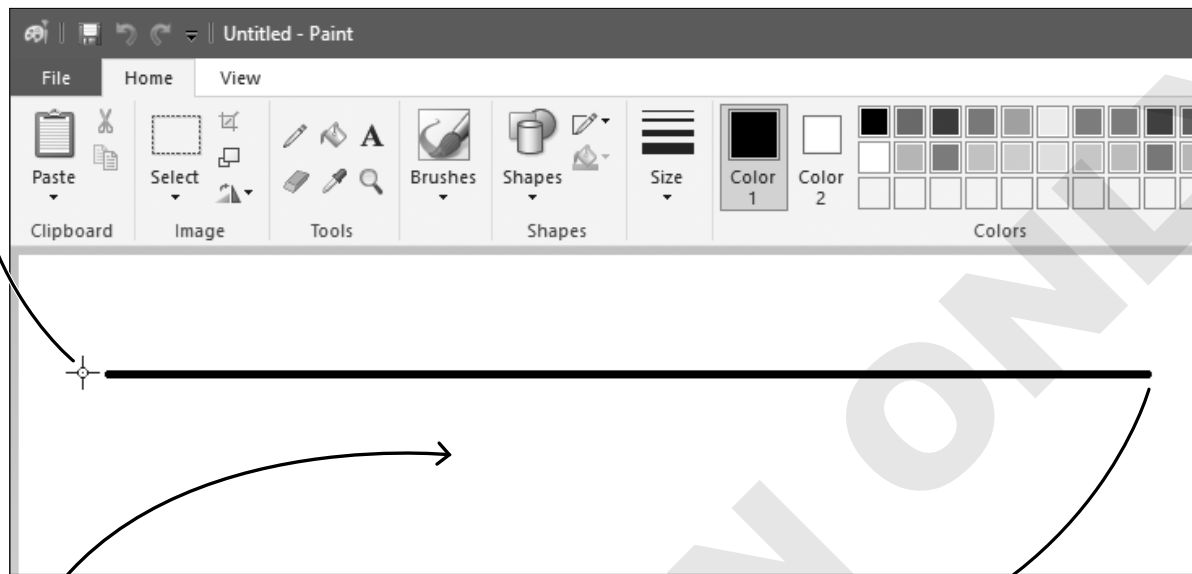 Untitled - Paint
File Home View
Paste Select A Brushes Shapes Size Color 1 Color 2
Clipboard Image Tools Shapes Colors
N ONL